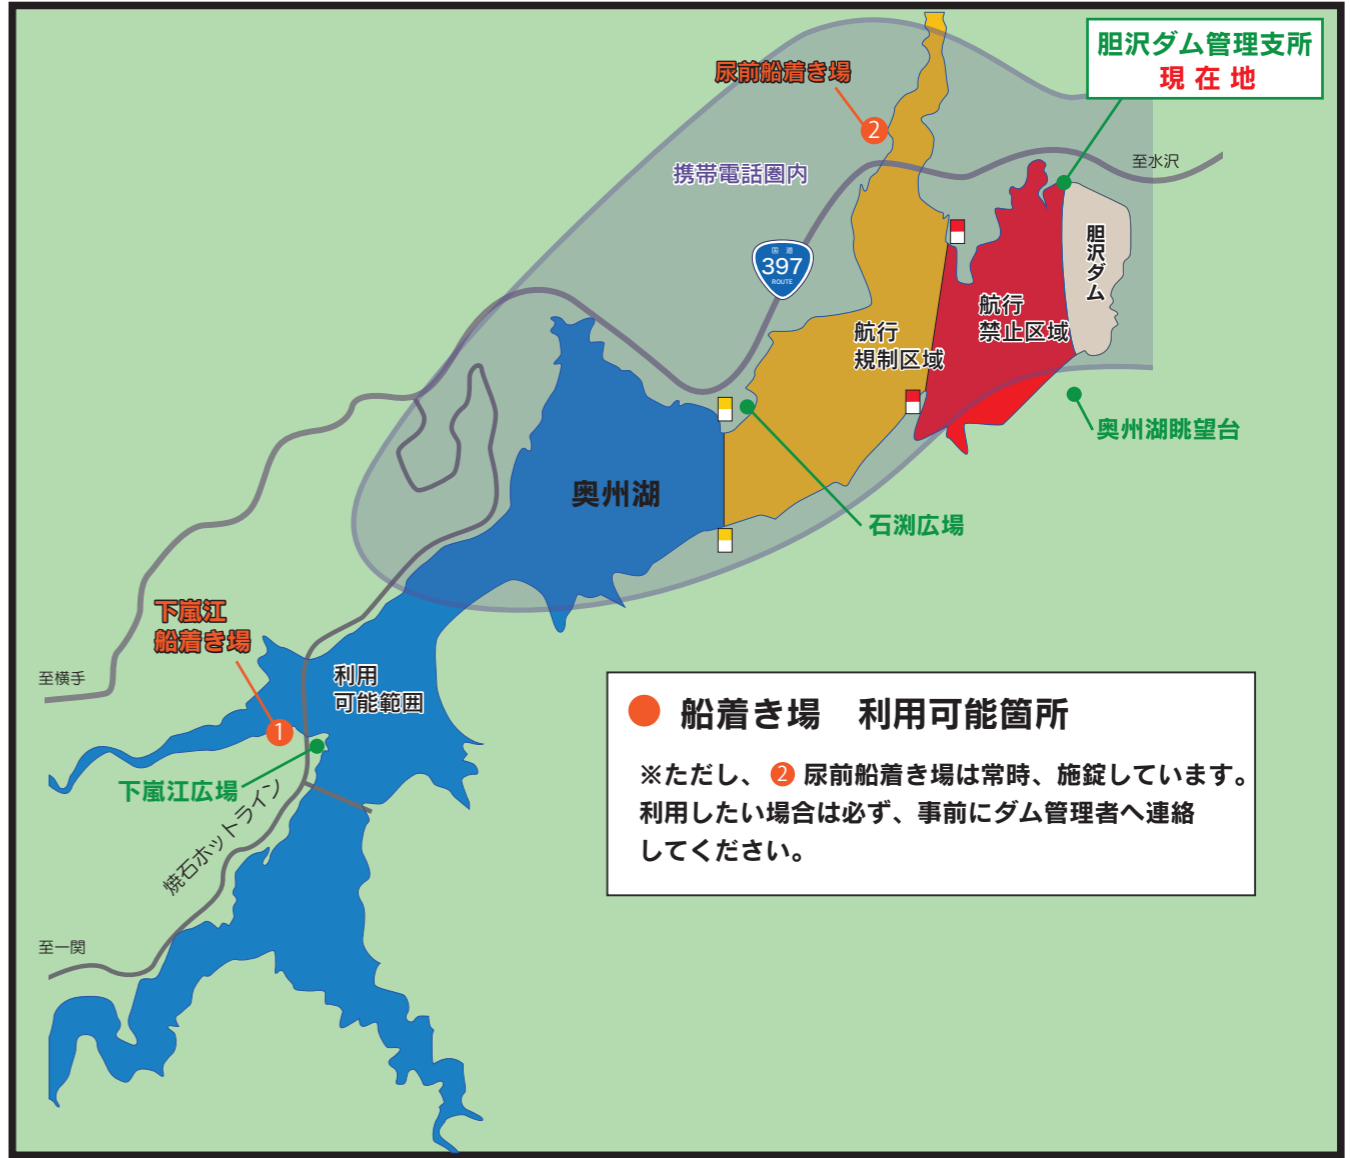 胆沢ダム管理支所
現在地
尿前船着き場
2
携帯電話圏内
至水沢
国道
397
ROUTE
胆沢ダム
航行
禁止区域
航行
規制区域
奥州湖眺望台
石渕広場
奥州湖
下嵐江
船着き場
至横手
利用
可能範囲
1
下嵐江広場
焼石ホットライン
至一関
船着き場 利用可能箇所
※ただし、2 尿前船着き場は常時、施錠しています。
利用したい場合は必ず、事前にダム管理者へ連絡
してください。